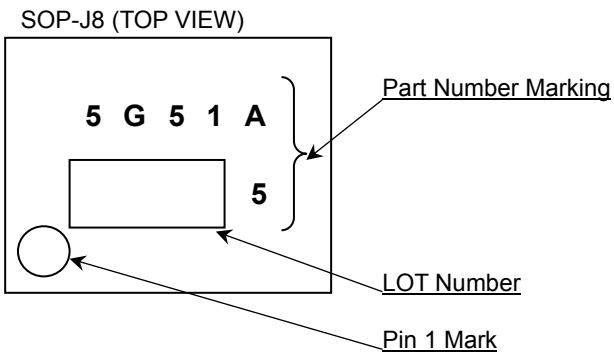 SOP-J8 (TOP VIEW)
Part Number Marking
5 G 5 1 A
5
LOT Number
Pin 1 Mark